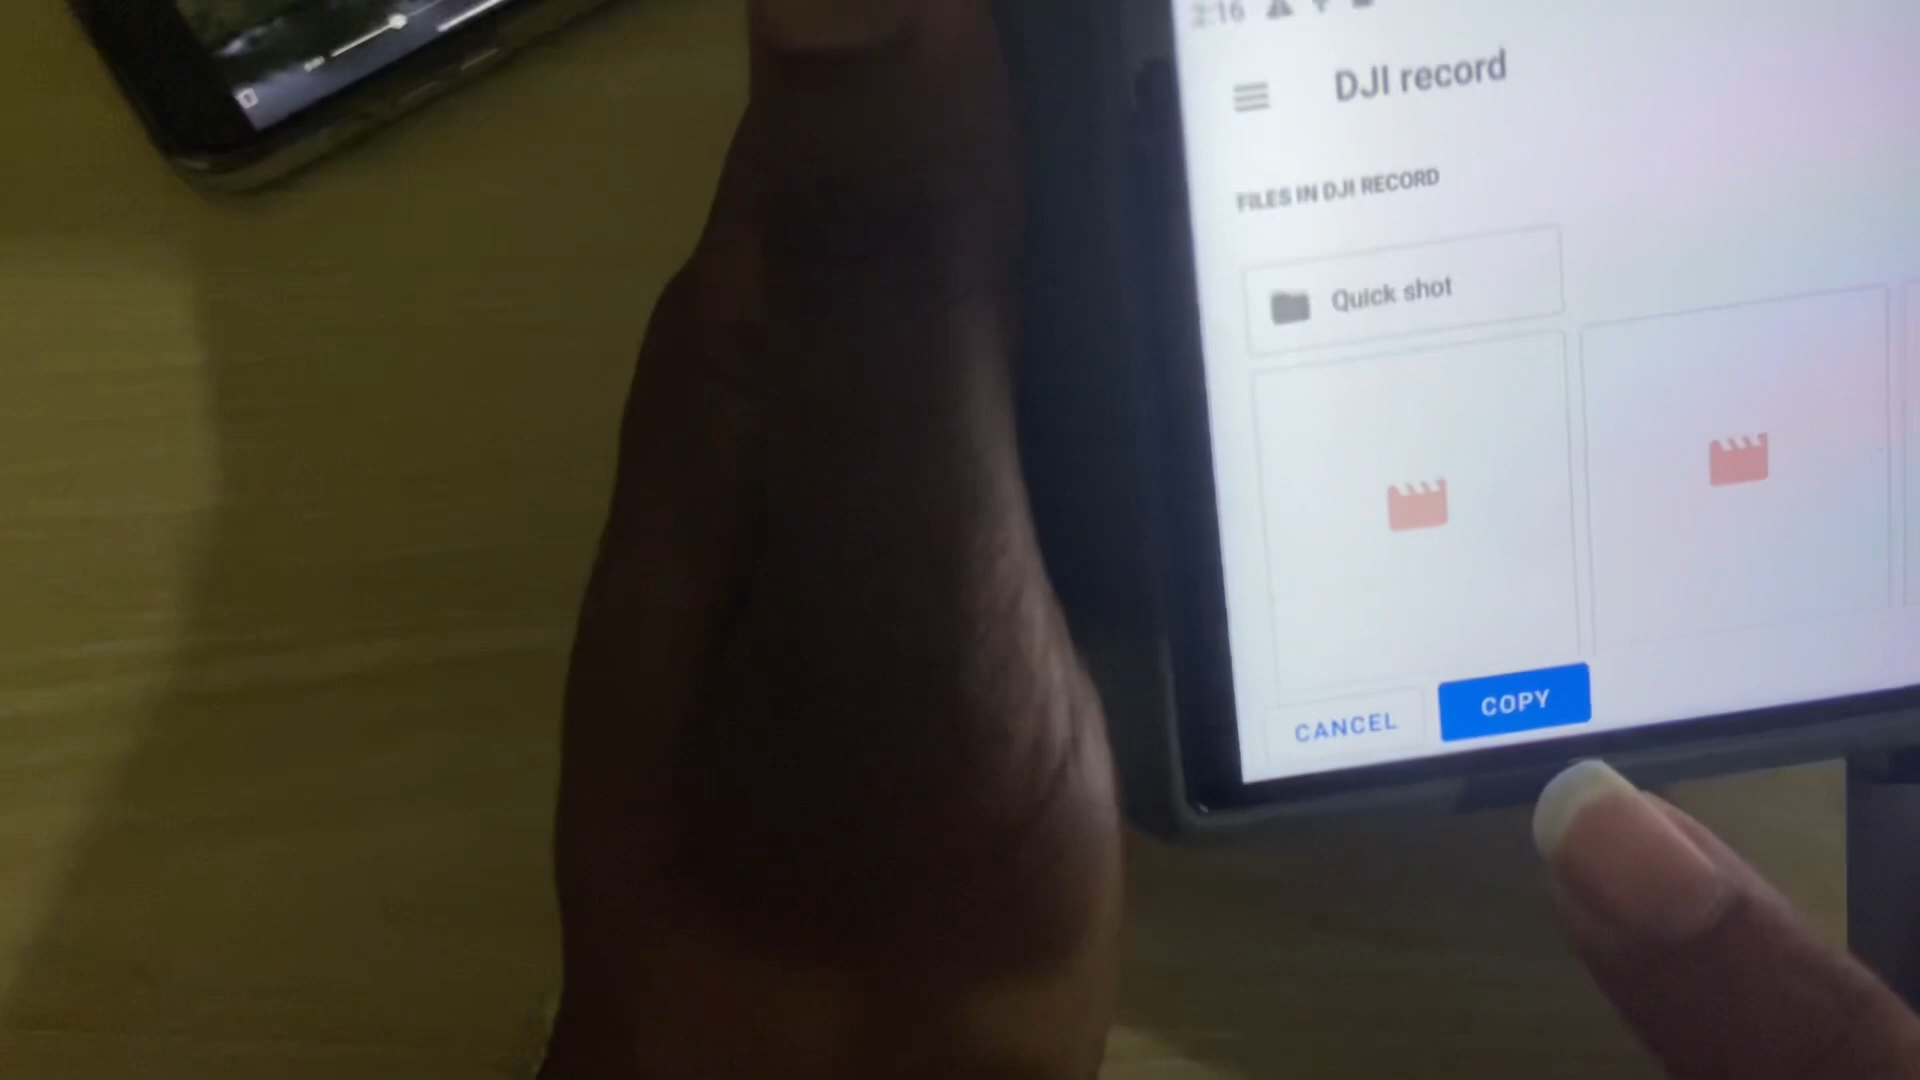 2:16
DJI record
FILES IN DJI RECORD
Quick shot
CANCEL
COPY